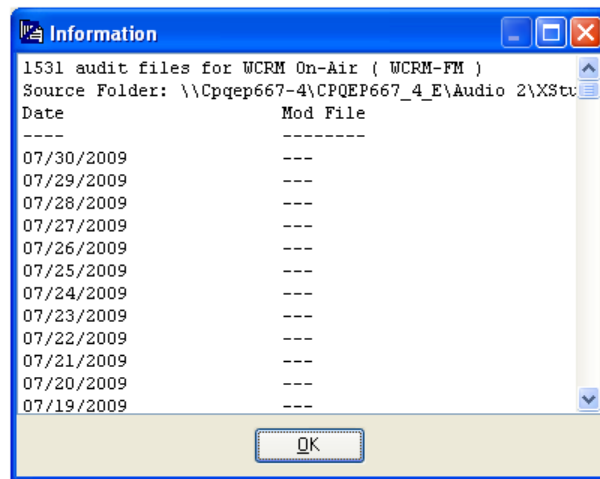 Information
1531 audit files for WCRM On-Air ( WCRM-FM )
Source Folder: \\Cpqep667-4\CPQEP667_4_E\Audio 2\XStu
Date Mod File
---- --------
07/30/2009 ---
07/29/2009 ---
07/28/2009 ---
07/27/2009 ---
07/26/2009 ---
07/25/2009 ---
07/24/2009 ---
07/23/2009 ---
07/22/2009 ---
07/21/2009 ---
07/20/2009 ---
07/19/2009 ---
OK